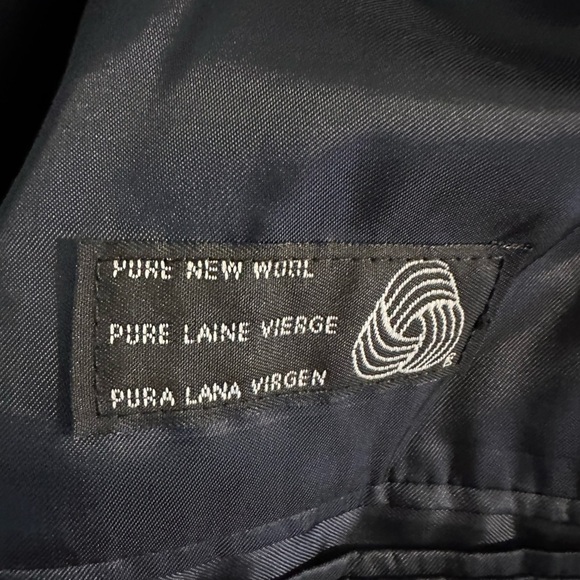 PURE NEW WOOL
PURE LAINE VIERGE
PURA LANA VIRGEN